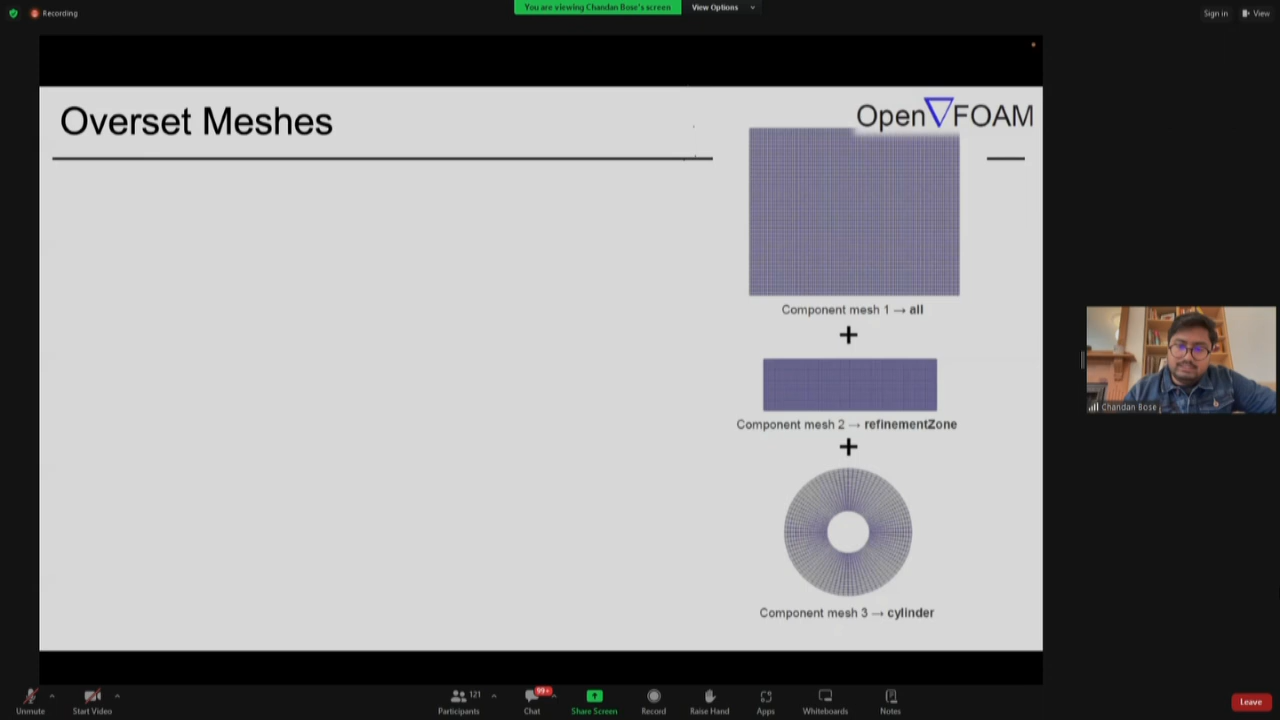 Recording
You are viewing Chandan Bose's screen
View Options
Sign in
View
Overset Meshes
Open∇FOAM
Component mesh 1 → all
+
Component mesh 2 → refinementZone
+
Component mesh 3 → cylinder
Chandan Bose
Unmute
Start Video
121
Participants
99+
Chat
Share Screen
Record
Raise Hand
Apps
Whiteboards
Notes
Leave